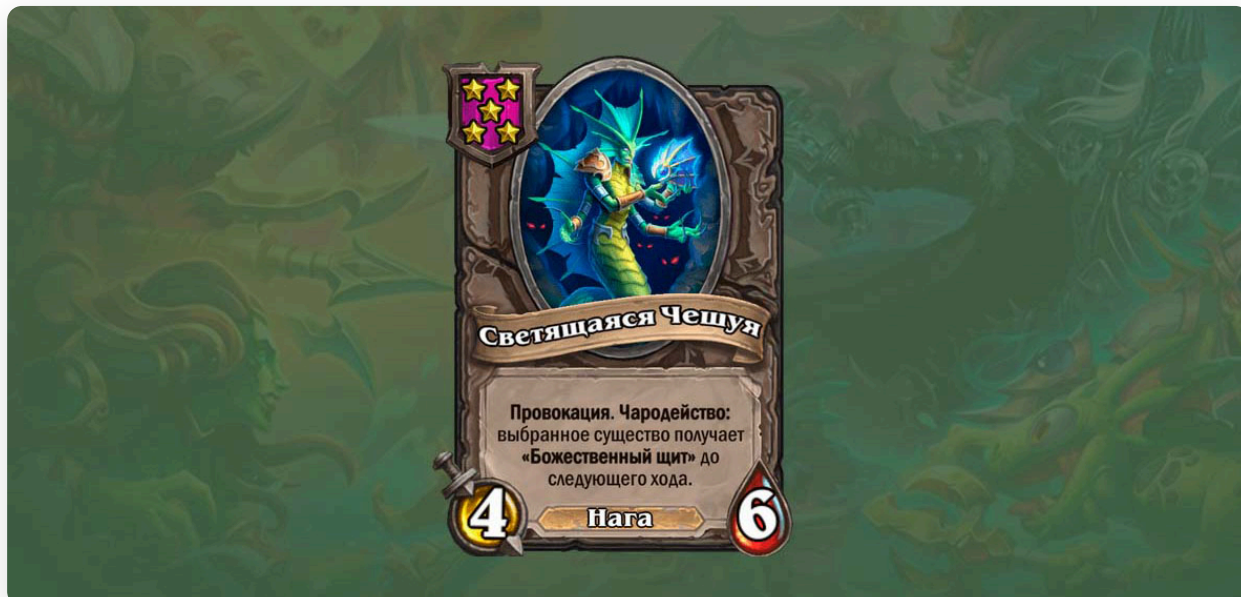 Светящаяся Чешуя
Провокация. Чародейство:
выбранное существо получает
«Божественный щит» до
следующего хода.
4
Нага
6